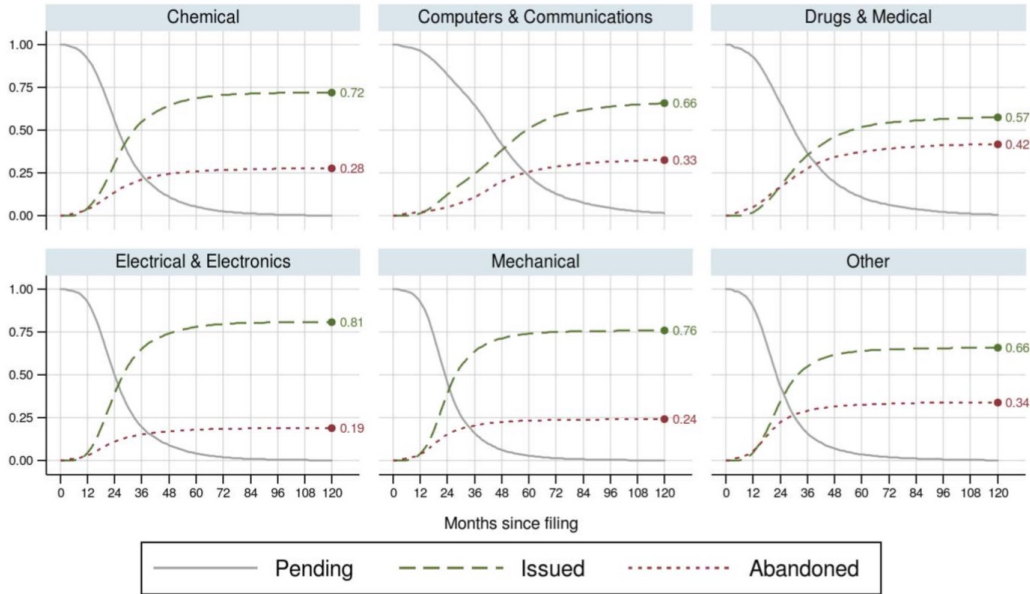 Chemical Computers & Communications Drugs & Medical
1.00
0.75 0.72 0.66
0.50 0.57
0.25 0.28 0.33 0.42
0.00
0 12 24 36 48 60 72 84 96 108 120 0 12 24 36 48 60 72 84 96 108 120 0 12 24 36 48 60 72 84 96 108 120
Electrical & Electronics Mechanical Other
1.00
0.75 0.81 0.76 0.66
0.50
0.25 0.19 0.24 0.34
0.00
0 12 24 36 48 60 72 84 96 108 120 0 12 24 36 48 60 72 84 96 108 120 0 12 24 36 48 60 72 84 96 108 120
Months since filing
Pending Issued Abandoned